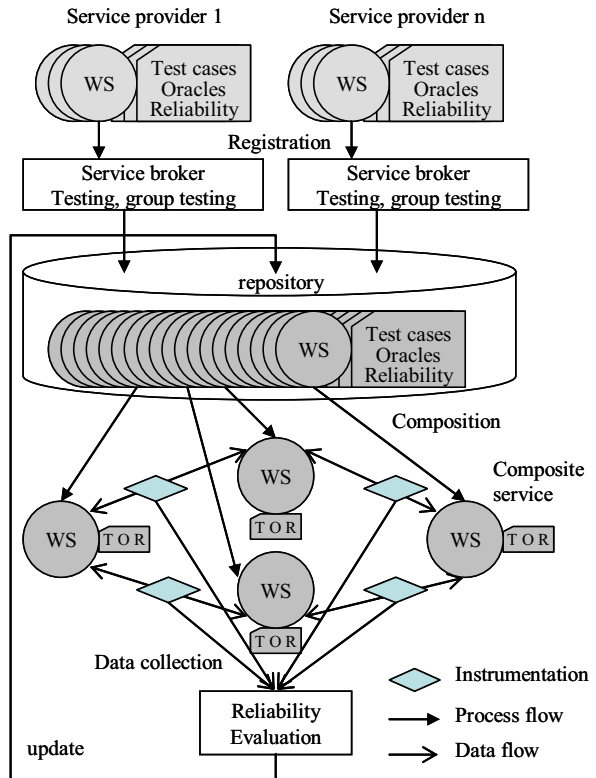 Service provider 1
Service provider n
WS
Test cases
Oracles
Reliability
WS
Test cases
Oracles
Reliability
Registration
Service broker
Testing, group testing
Service broker
Testing, group testing
repository
WS
Test cases
Oracles
Reliability
Composition
Composite
service
WS
T O R
WS
T O R
WS
T O R
WS
T O R
Data collection
Instrumentation
Reliability
Evaluation
Process flow
update
Data flow